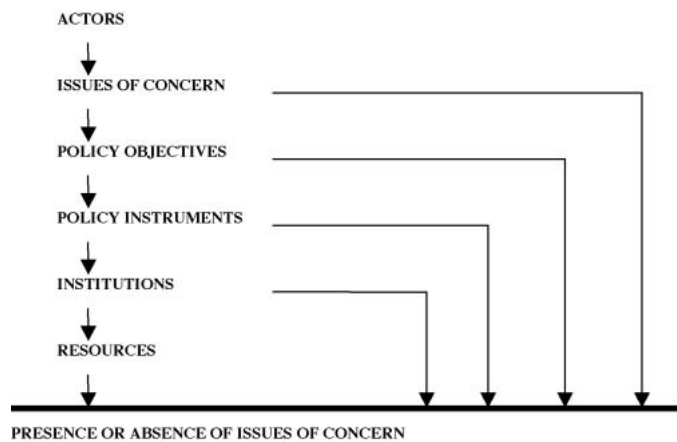 ACTORS
ISSUES OF CONCERN
POLICY OBJECTIVES
POLICY INSTRUMENTS
INSTITUTIONS
RESOURCES
PRESENCE OR ABSENCE OF ISSUES OF CONCERN